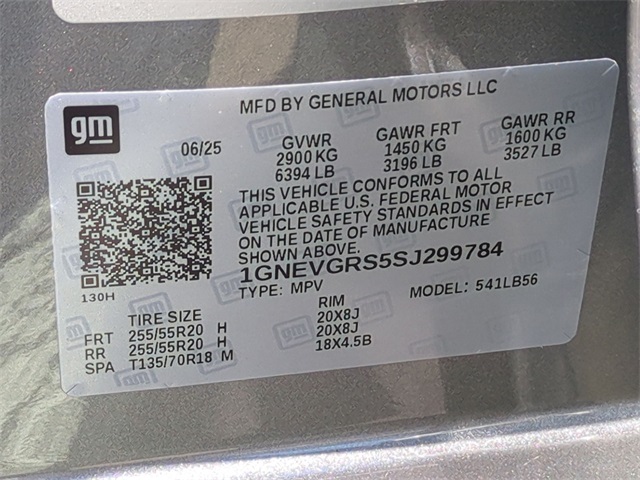 MFD BY GENERAL MOTORS LLC
gm
06/25
GVWR GAWR FRT GAWR RR
2900 KG 1450 KG 1600 KG
6394 LB 3196 LB 3527 LB
THIS VEHICLE CONFORMS TO ALL
APPLICABLE U.S. FEDERAL MOTOR
VEHICLE SAFETY STANDARDS IN EFFECT
ON THE DATE OF MANUFACTURE
SHOWN ABOVE.
1GNEVGRS5SJ299784
130H
TYPE: MPV MODEL: 541LB56
TIRE SIZE RIM
FRT 255/55R20 H 20X8J
RR 255/55R20 H 20X8J
SPA T135/70R18 M 18X4.5B